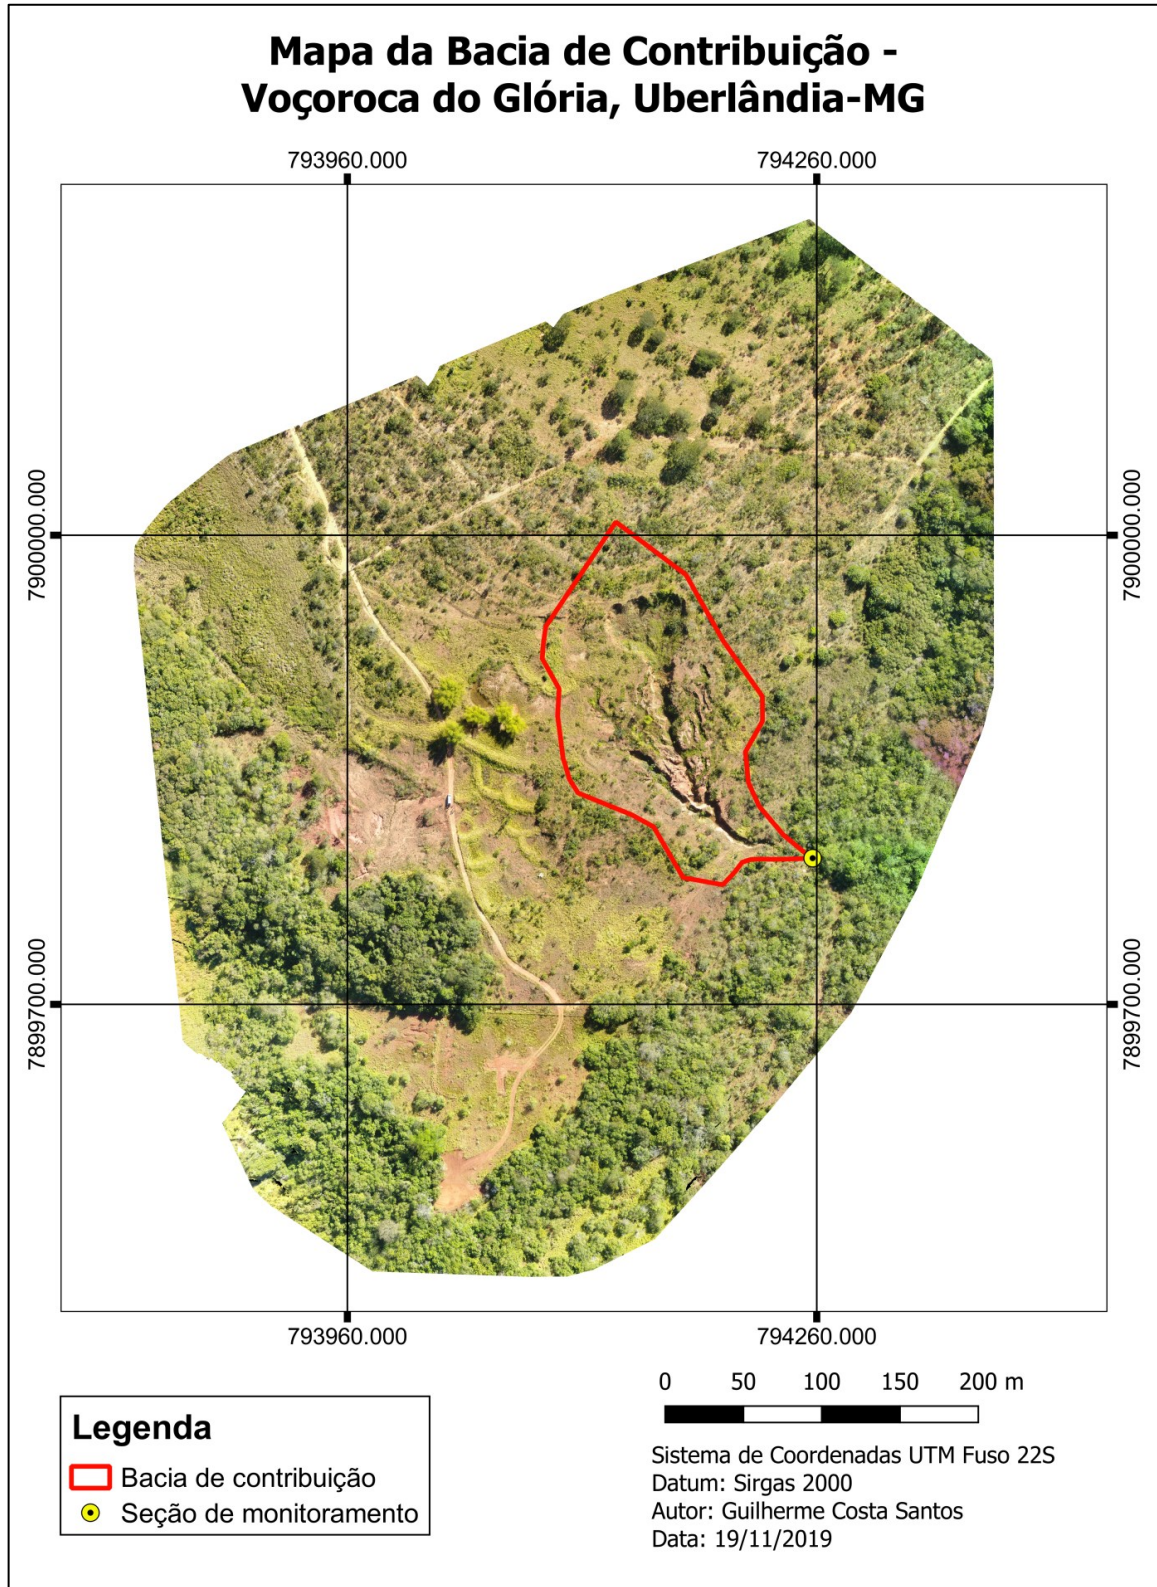 Mapa da Bacia de Contribuição -
Voçoroca do Glória, Uberlândia-MG
793960.000 794260.000
7900000.000 7900000.000
7899700.000 7899700.000
793960.000 794260.000
0 50 100 150 200 m
Legenda
Bacia de contribuição
Seção de monitoramento
Sistema de Coordenadas UTM Fuso 22S
Datum: Sirgas 2000
Autor: Guilherme Costa Santos
Data: 19/11/2019